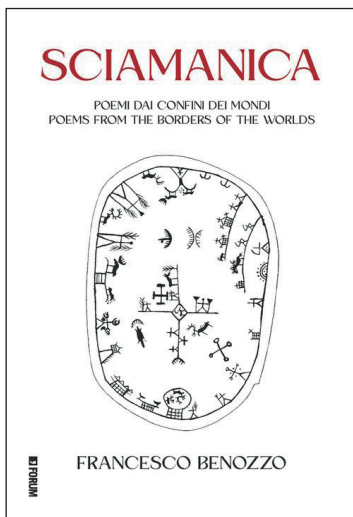 SCIAMANICA
POEMI DAI CONFINI DEI MONDI
POEMS FROM THE BORDERS OF THE WORLDS
FORUM
FRANCESCO BENOZZO